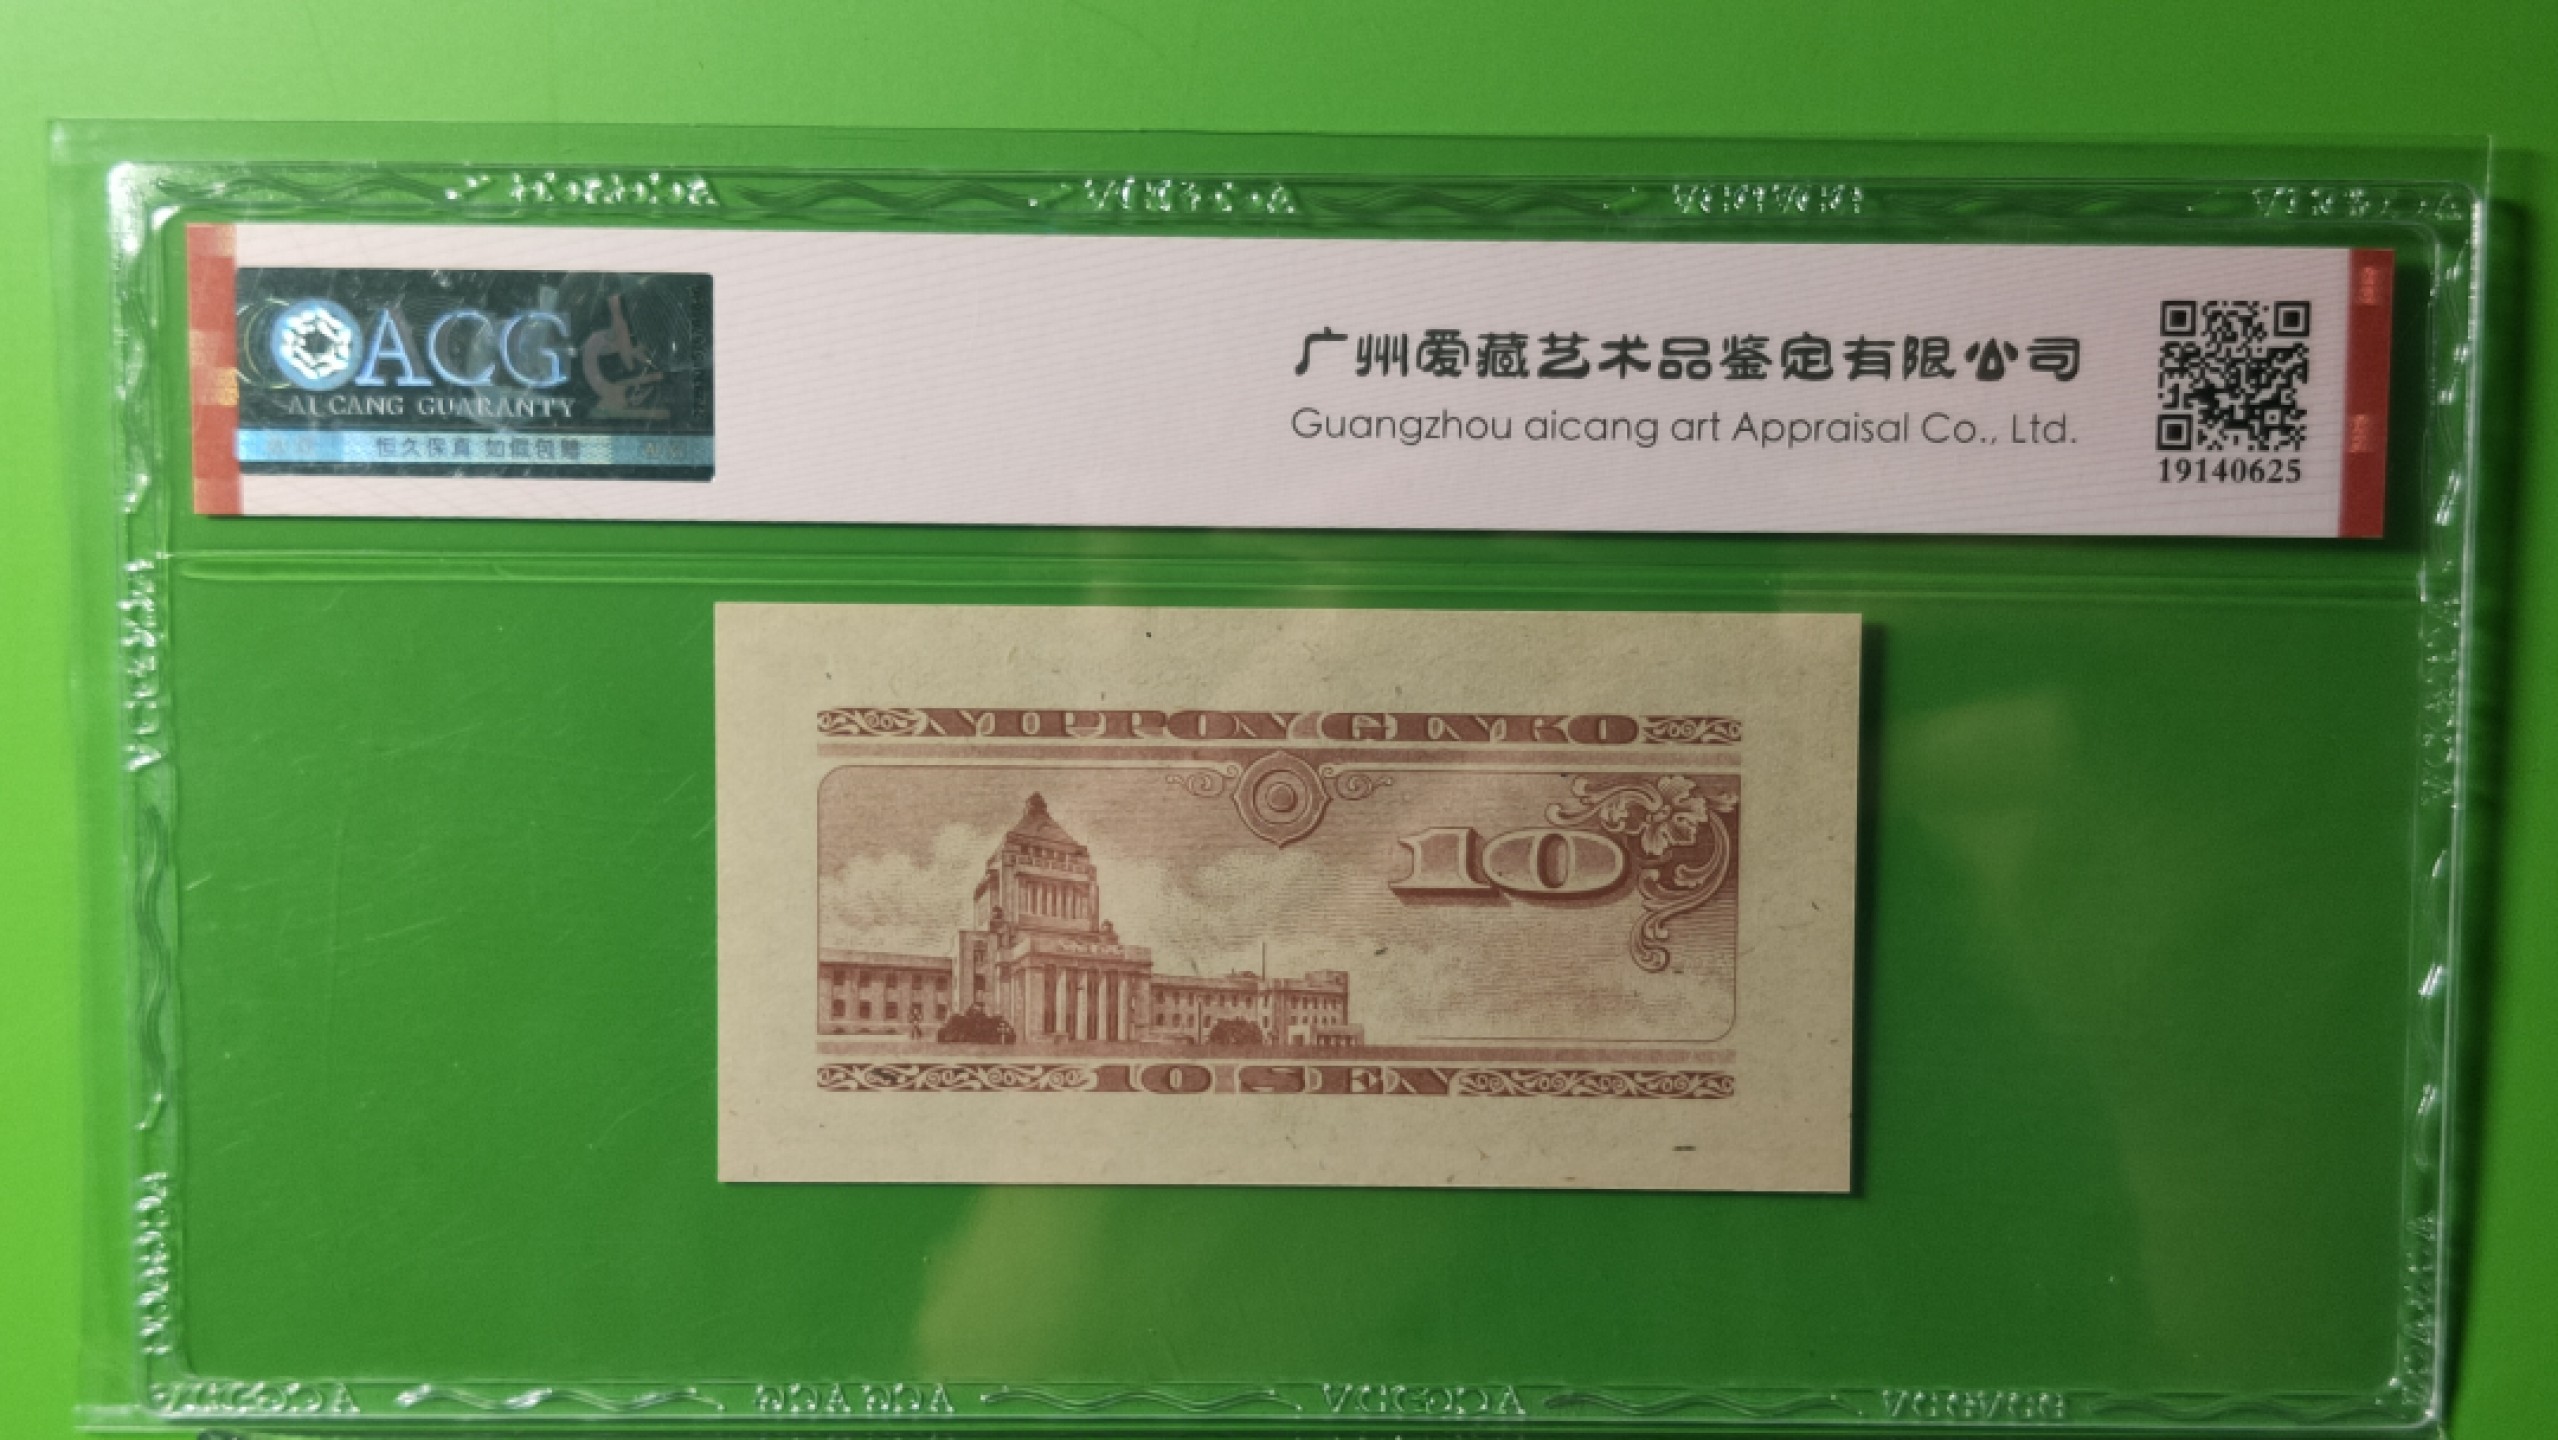 ACG
AI CANG GUARANTY
恒久保真 如假包赔
广州爱藏艺术品鉴定有限公司
Guangzhou aicang art Appraisal Co., Ltd.
19140625
NIPPON GINKO
10
10 SEN